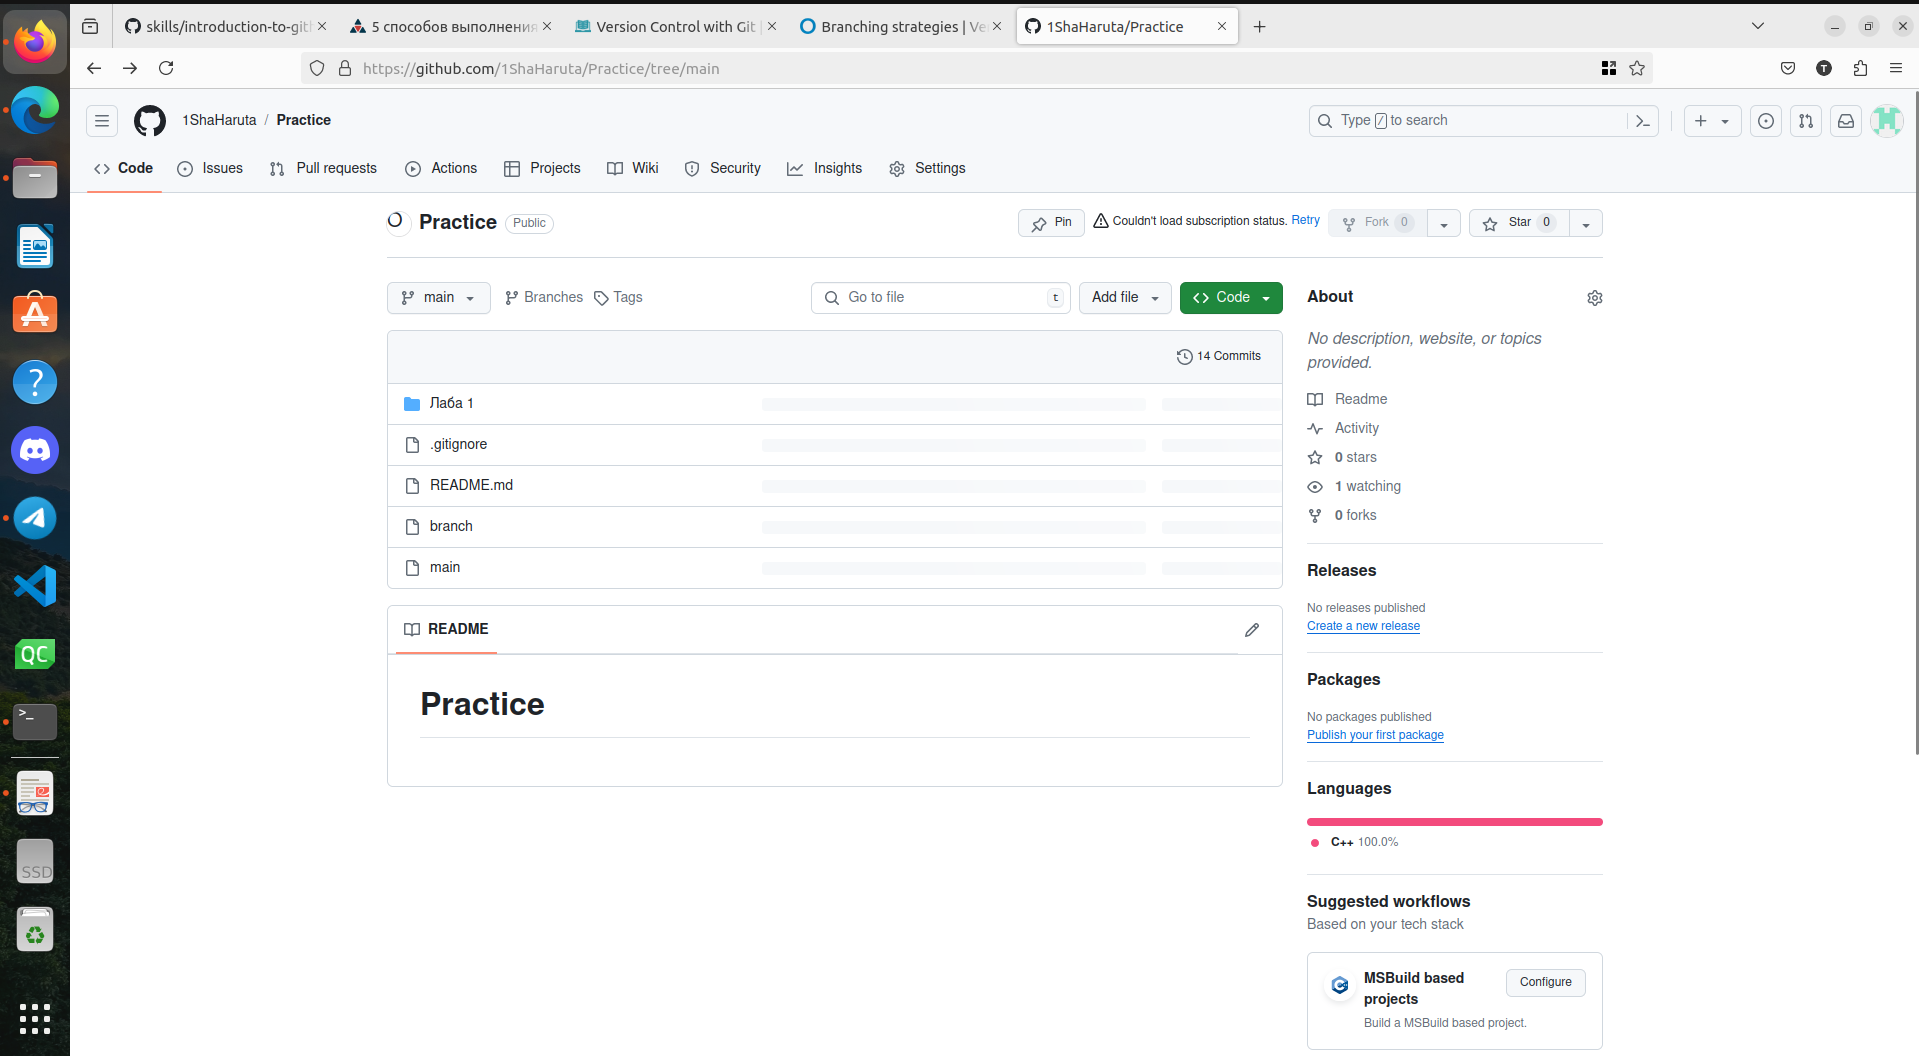 skills/introduction-to-gith
5 способов выполнения
Version Control with Git |
Branching strategies | Ve
1ShaHaruta/Practice
https://github.com/1ShaHaruta/Practice/tree/main
T
1ShaHaruta / Practice
Type / to search
Code
Issues
Pull requests
Actions
Projects
Wiki
Security
Insights
Settings
Practice
Public
Pin
Couldn't load subscription status. Retry
Fork 0
Star 0
main
Branches
Tags
Go to file
t
Add file
Code
14 Commits
Лаба 1
.gitignore
README.md
branch
main
README
Practice
About
No description, website, or topics
provided.
Readme
Activity
0 stars
1 watching
0 forks
Releases
No releases published
Create a new release
Packages
No packages published
Publish your first package
Languages
C++ 100.0%
Suggested workflows
Based on your tech stack
MSBuild based
projects
Configure
Build a MSBuild based project.
QC
SSD